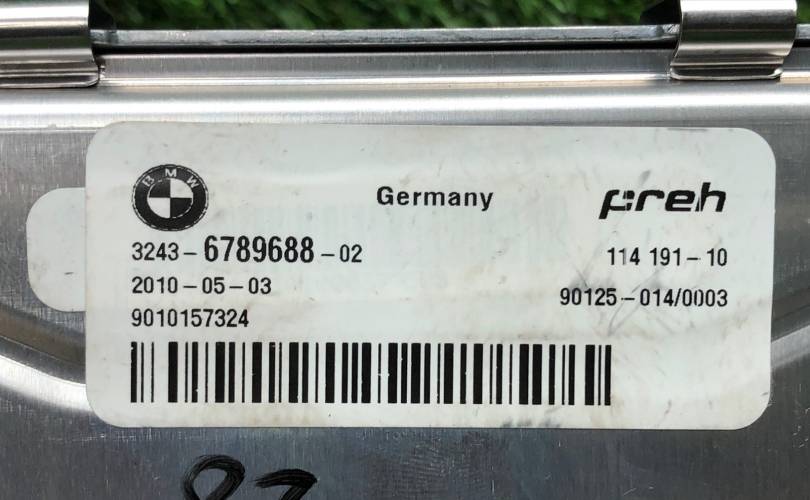 BMW
Germany
preh
3243-6789688-02
114 191-10
2010-05-03
90125-014/0003
9010157324